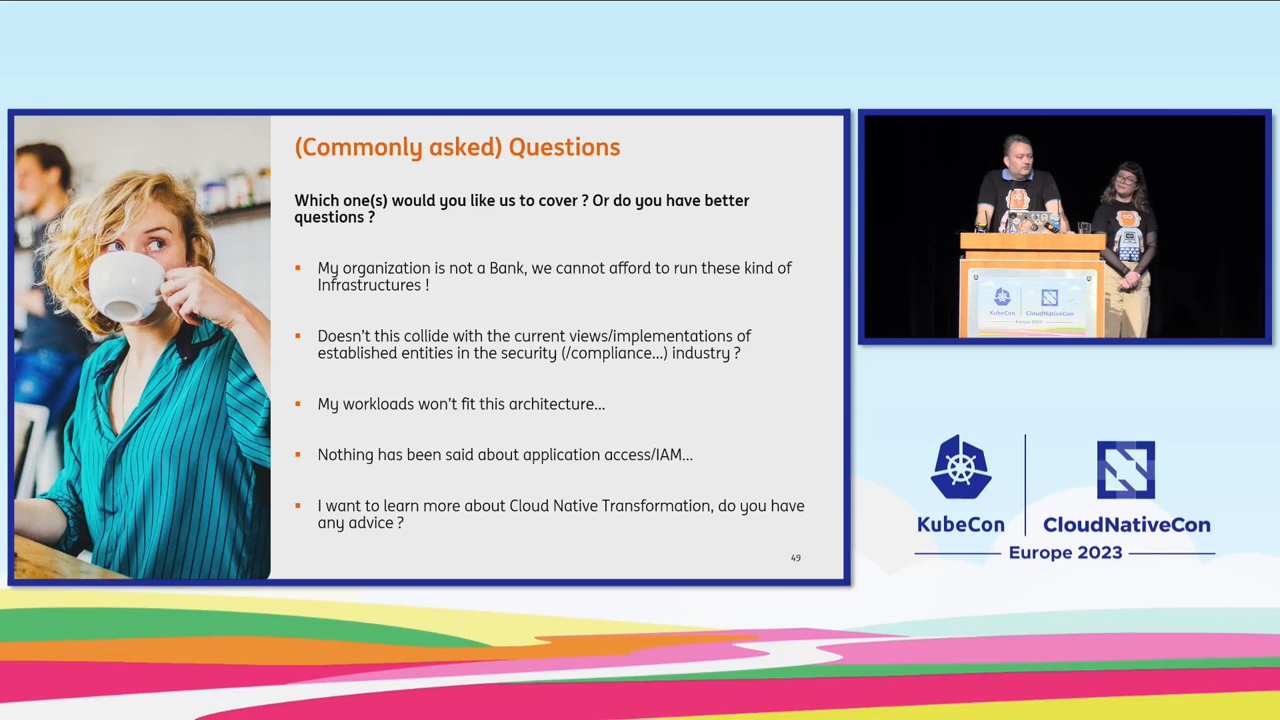 (Commonly asked) Questions
Which one(s) would you like us to cover ? Or do you have better
questions ?
▪ My organization is not a Bank, we cannot afford to run these kind of
Infrastructures !
▪ Doesn't this collide with the current views/implementations of
established entities in the security (/compliance...) industry ?
▪ My workloads won't fit this architecture...
▪ Nothing has been said about application access/IAM...
▪ I want to learn more about Cloud Native Transformation, do you have
any advice ?
49
KubeCon
CloudNativeCon
Europe 2023
KubeCon
CloudNativeCon
Europe 2023